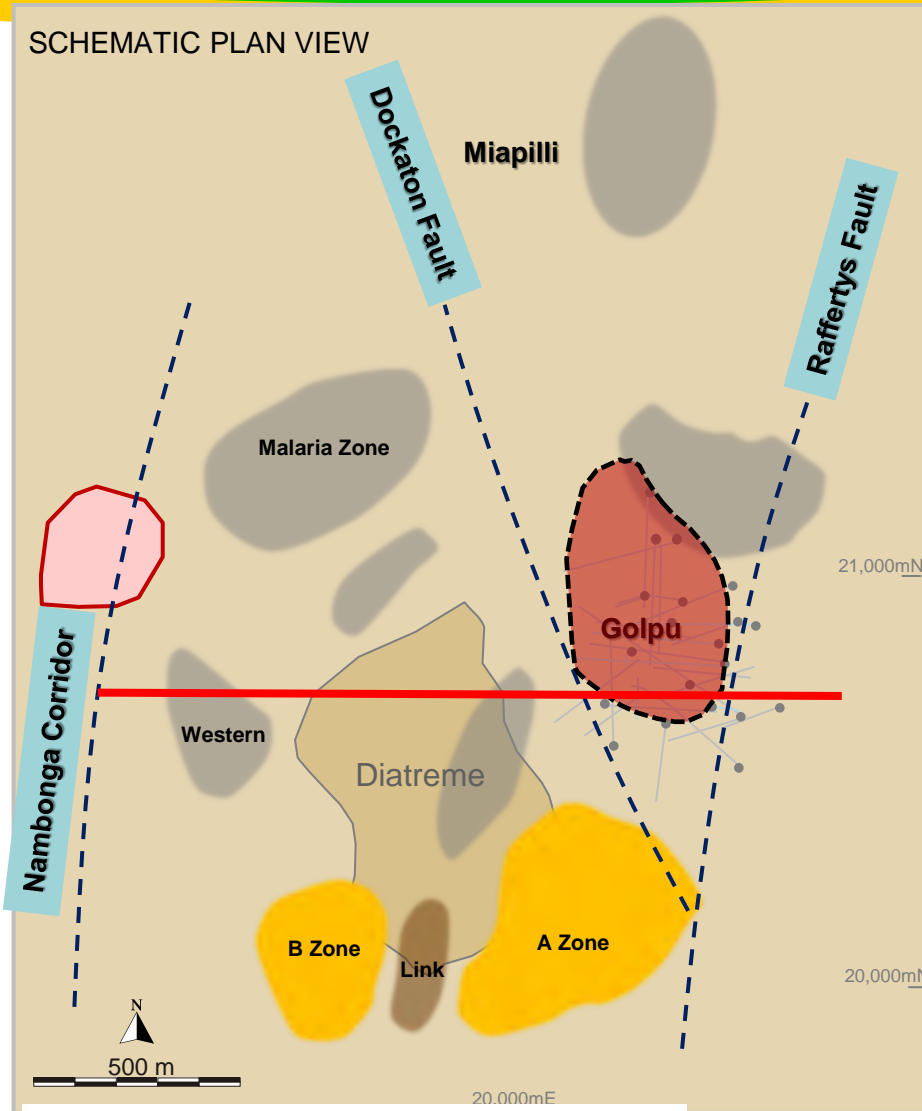 SCHEMATIC PLAN VIEW
Dockaton Fault
Miapilli
Raffertys Fault
Malaria Zone
21,000mN
Golpu
Nambonga Corridor
Western
Diatreme
B Zone
Link
A Zone
20,000mN
N
500 m
20,000mE